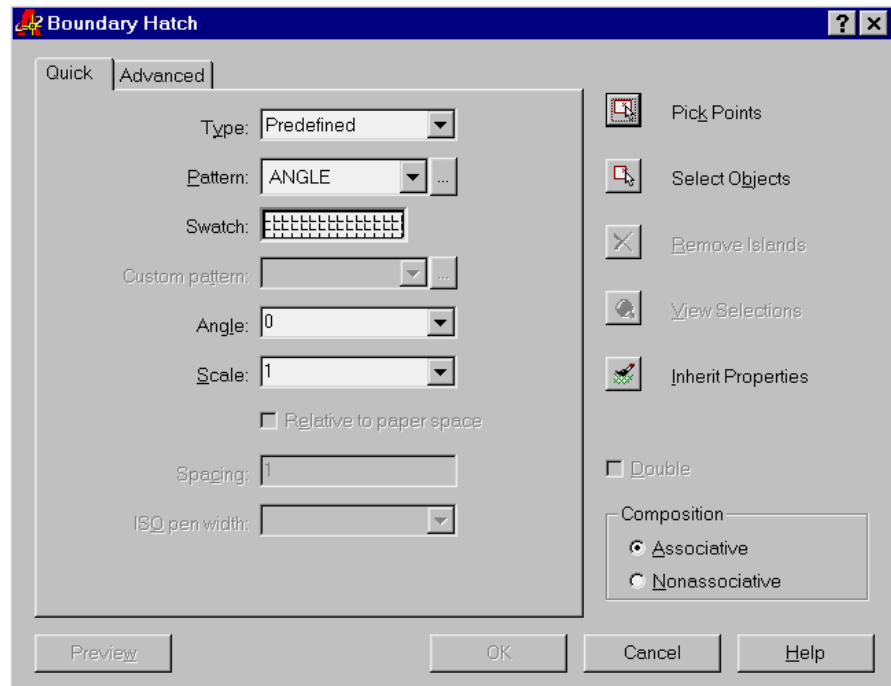 Boundary Hatch
Quick
Advanced
Type: Predefined
Pattern: ANGLE ...
Swatch:
Custom pattern: ...
Angle: 0
Scale: 1
Relative to paper space
Spacing: 1
ISO pen width:
Pick Points
Select Objects
Remove Islands
View Selections
Inherit Properties
Double
Composition
Associative
Nonassociative
Preview
OK
Cancel
Help